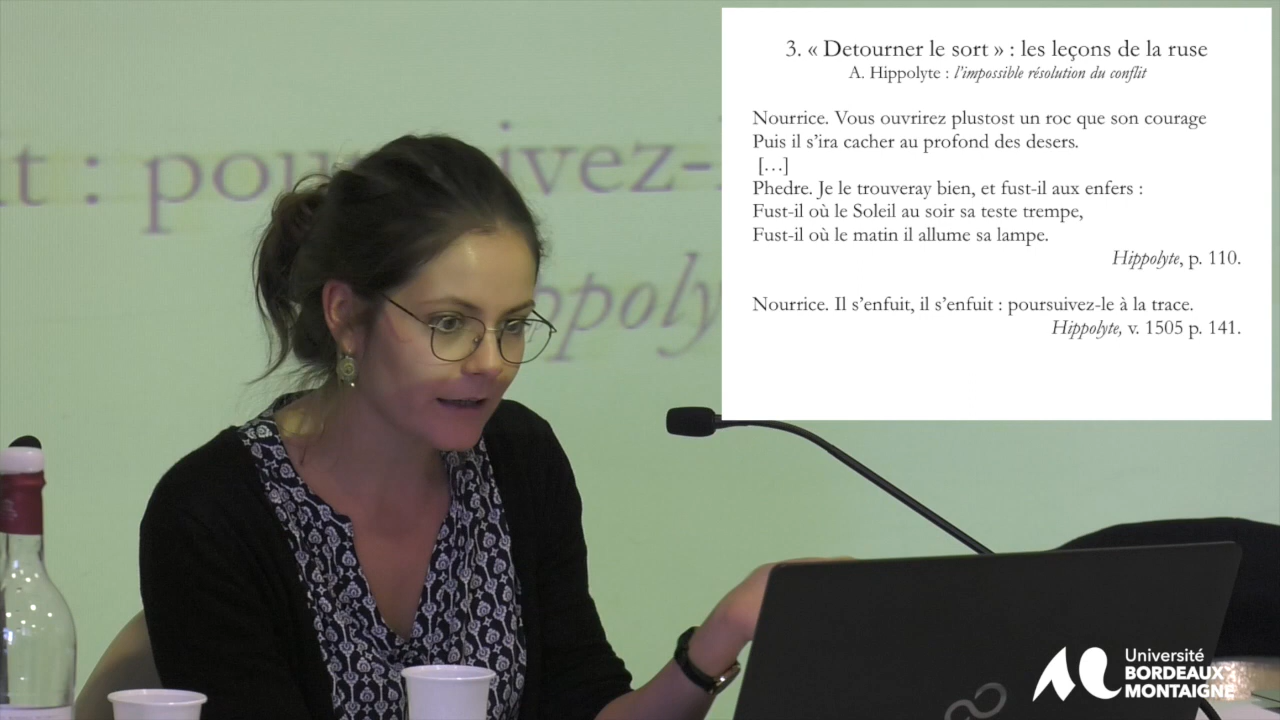 3. « Detourner le sort » : les leçons de la ruse
A. Hippolyte : l'impossible résolution du conflit
Nourrice. Vous ouvrirez plustost un roc que son courage
Puis il s'ira cacher au profond des desers.
[…]
Phedre. Je le trouveray bien, et fust-il aux enfers :
Fust-il où le Soleil au soir sa teste trempe,
Fust-il où le matin il allume sa lampe.
Hippolyte, p. 110.
Nourrice. Il s'enfuit, il s'enfuit : poursuivez-le à la trace.
Hippolyte, v. 1505 p. 141.
t : pou ivez-
ppoly
Université
BORDEAUX
MONTAIGNE